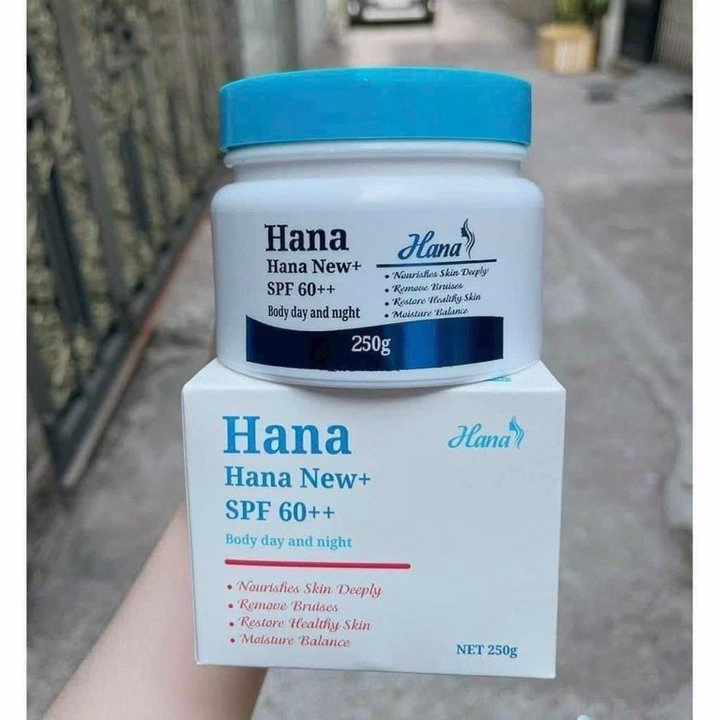 Hana
Hana New+
SPF 60++
Body day and night
Hana
• Nourishes Skin Deeply
• Remove Bruises
• Restore Healthy Skin
• Moisture Balance
250g
Hana
Hana New+
SPF 60++
Body day and night
Hana
• Nourishes Skin Deeply
• Remove Bruises
• Restore Healthy Skin
• Moisture Balance
NET 250g